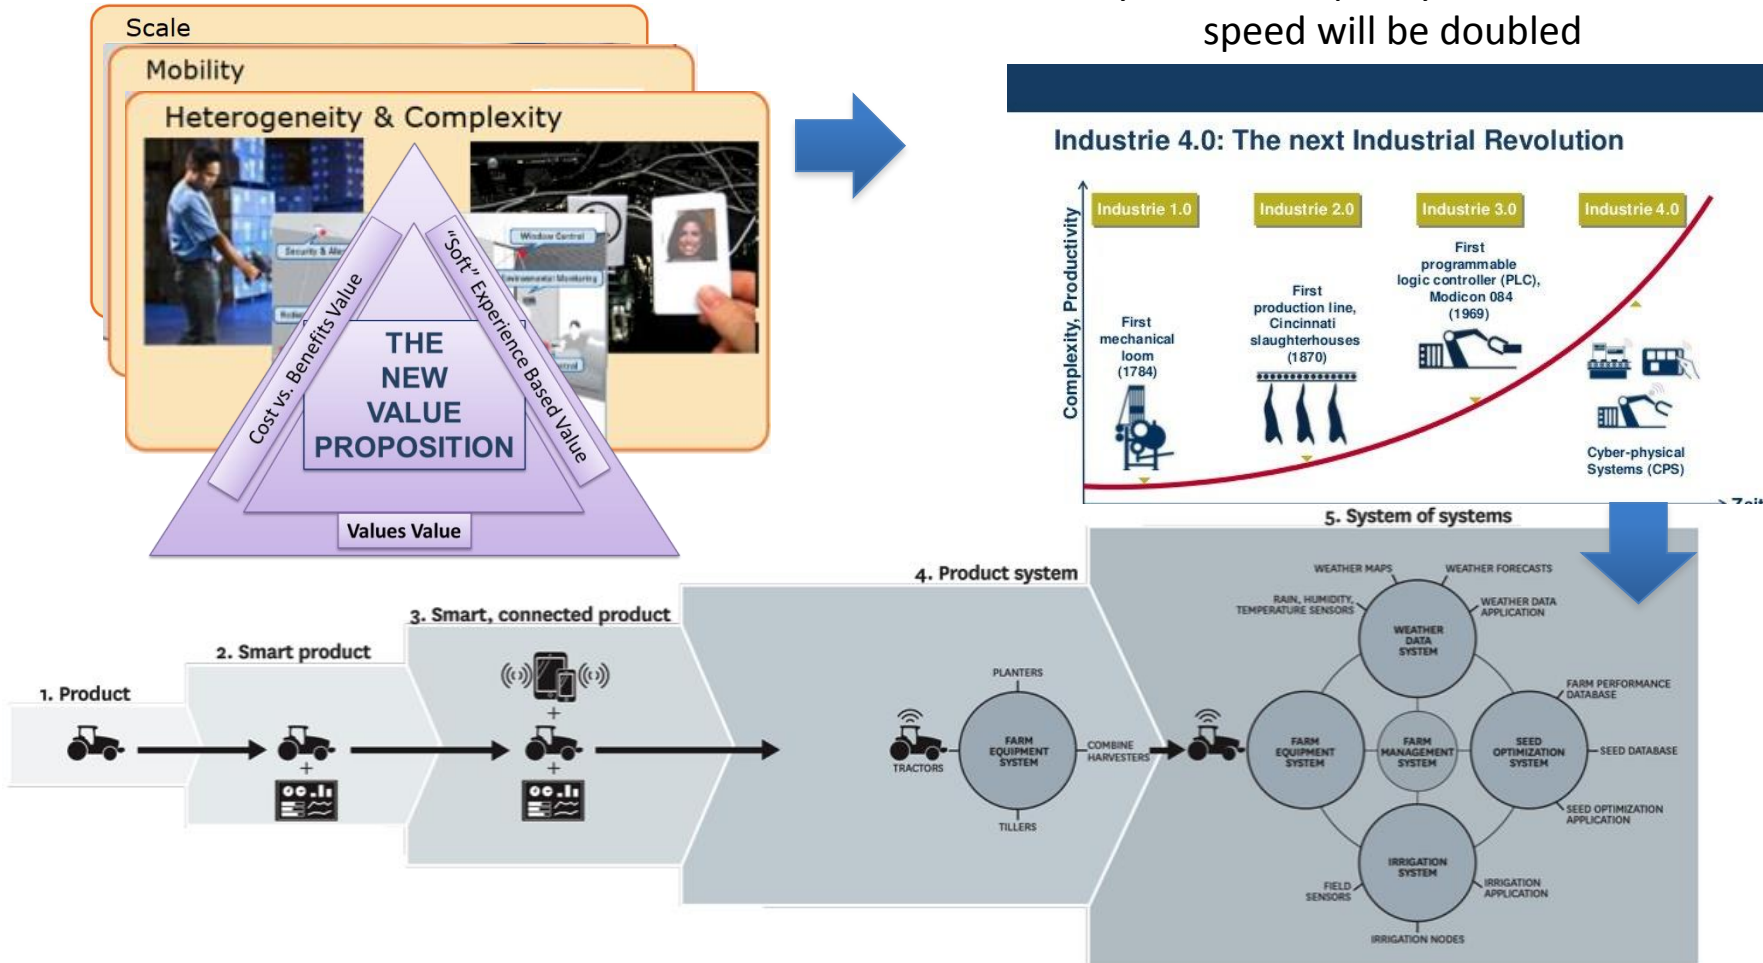 speed will be doubled
Scale
Mobility
Heterogeneity & Complexity
Window Control
Environmental Monitoring
Security &
Cost vs. Benefits Value
"Soft" Experience Based Value
THE
NEW
VALUE
PROPOSITION
Values Value
Industrie 4.0: The next Industrial Revolution
Complexity, Productivity
Industrie 1.0
Industrie 2.0
Industrie 3.0
Industrie 4.0
First
mechanical
loom
(1784)
First
production line,
Cincinnati
slaughterhouses
(1870)
First
programmable
logic controller (PLC),
Modicon 084
(1969)
Cyber-physical
Systems (CPS)
1. Product
2. Smart product
+
3. Smart, connected product
+
+
4. Product system
PLANTERS
TRACTORS
FARM
EQUIPMENT
SYSTEM
COMBINE
HARVESTERS
TILLERS
5. System of systems
WEATHER MAPS
WEATHER FORECASTS
RAIN, HUMIDITY,
TEMPERATURE SENSORS
WEATHER DATA
APPLICATION
WEATHER
DATA
SYSTEM
FARM PERFORMANCE
DATABASE
FARM
EQUIPMENT
SYSTEM
FARM
MANAGEMENT
SYSTEM
SEED
OPTIMIZATION
SYSTEM
SEED DATABASE
SEED OPTIMIZATION
APPLICATION
IRRIGATION
SYSTEM
FIELD
SENSORS
IRRIGATION
APPLICATION
IRRIGATION NODES